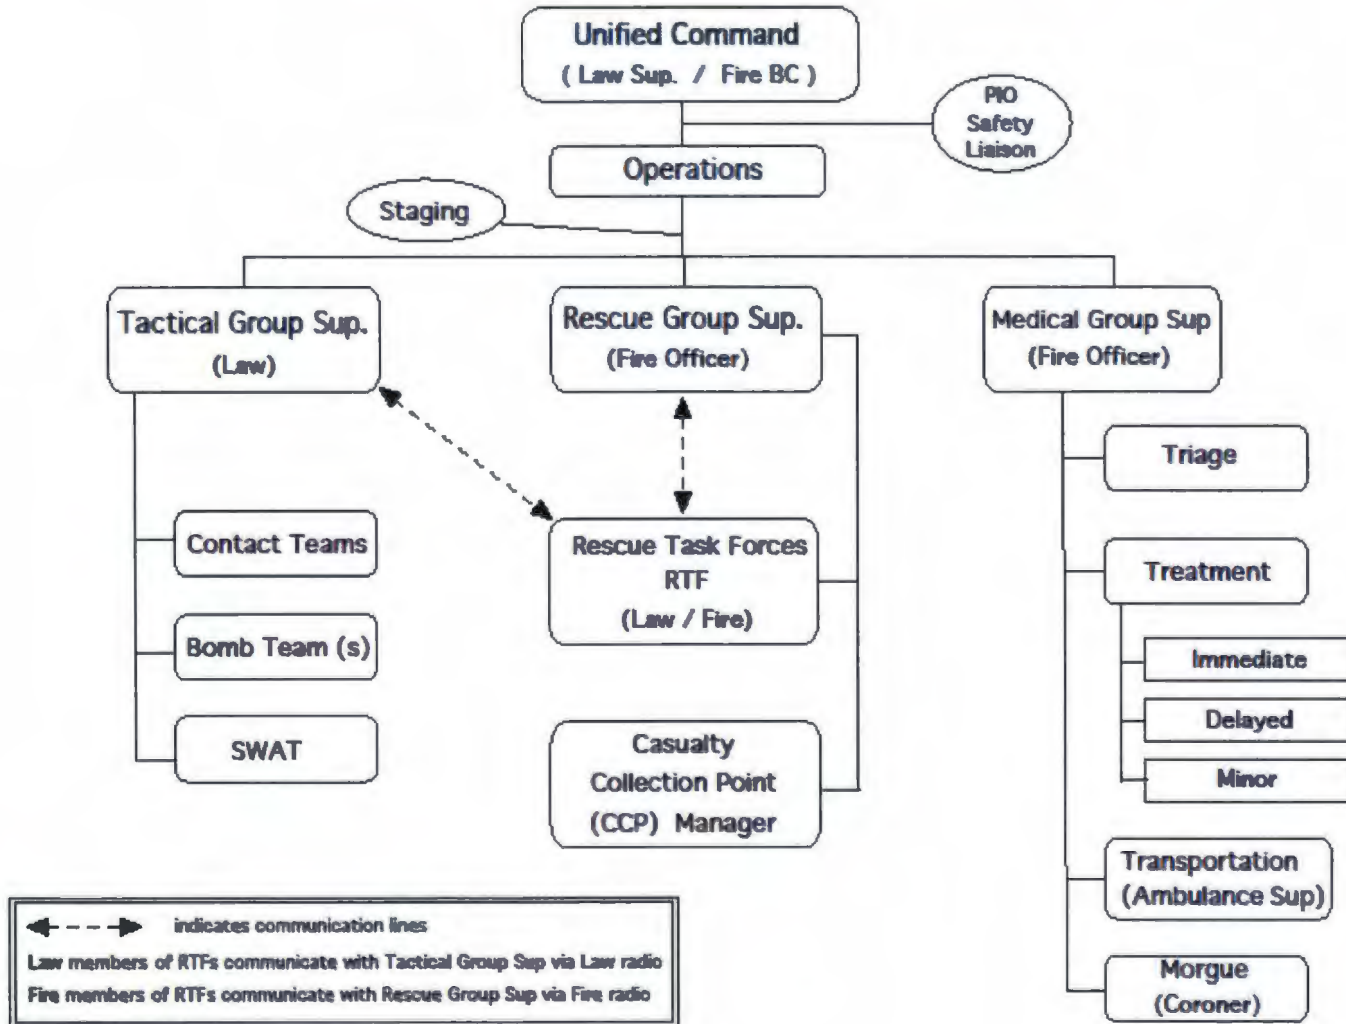 Unified Command
( Law Sup. / Fire BC )
PIO
Safety
Liaison
Operations
Staging
Tactical Group Sup.
(Law)
Rescue Group Sup.
(Fire Officer)
Medical Group Sup
(Fire Officer)
Triage
Contact Teams
Rescue Task Forces
RTF
(Law / Fire)
Treatment
Bomb Team (s)
Immediate
Delayed
SWAT
Casualty
Collection Point
(CCP) Manager
Minor
Transportation
(Ambulance Sup)
Morgue
(Coroner)
indicates communication lines
Law members of RTFs communicate with Tactical Group Sup via Law radio
Fire members of RTFs communicate with Rescue Group Sup via Fire radio